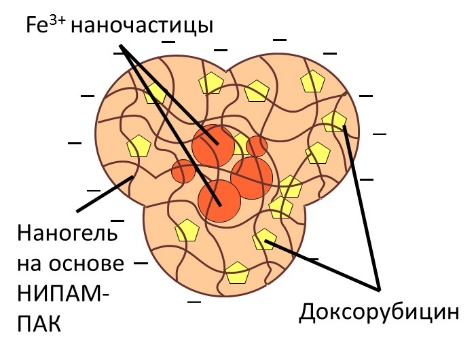 Fe³⁺ наночастицы
Наногель
на основе
НИПАМ-
ПАК
Доксорубицин